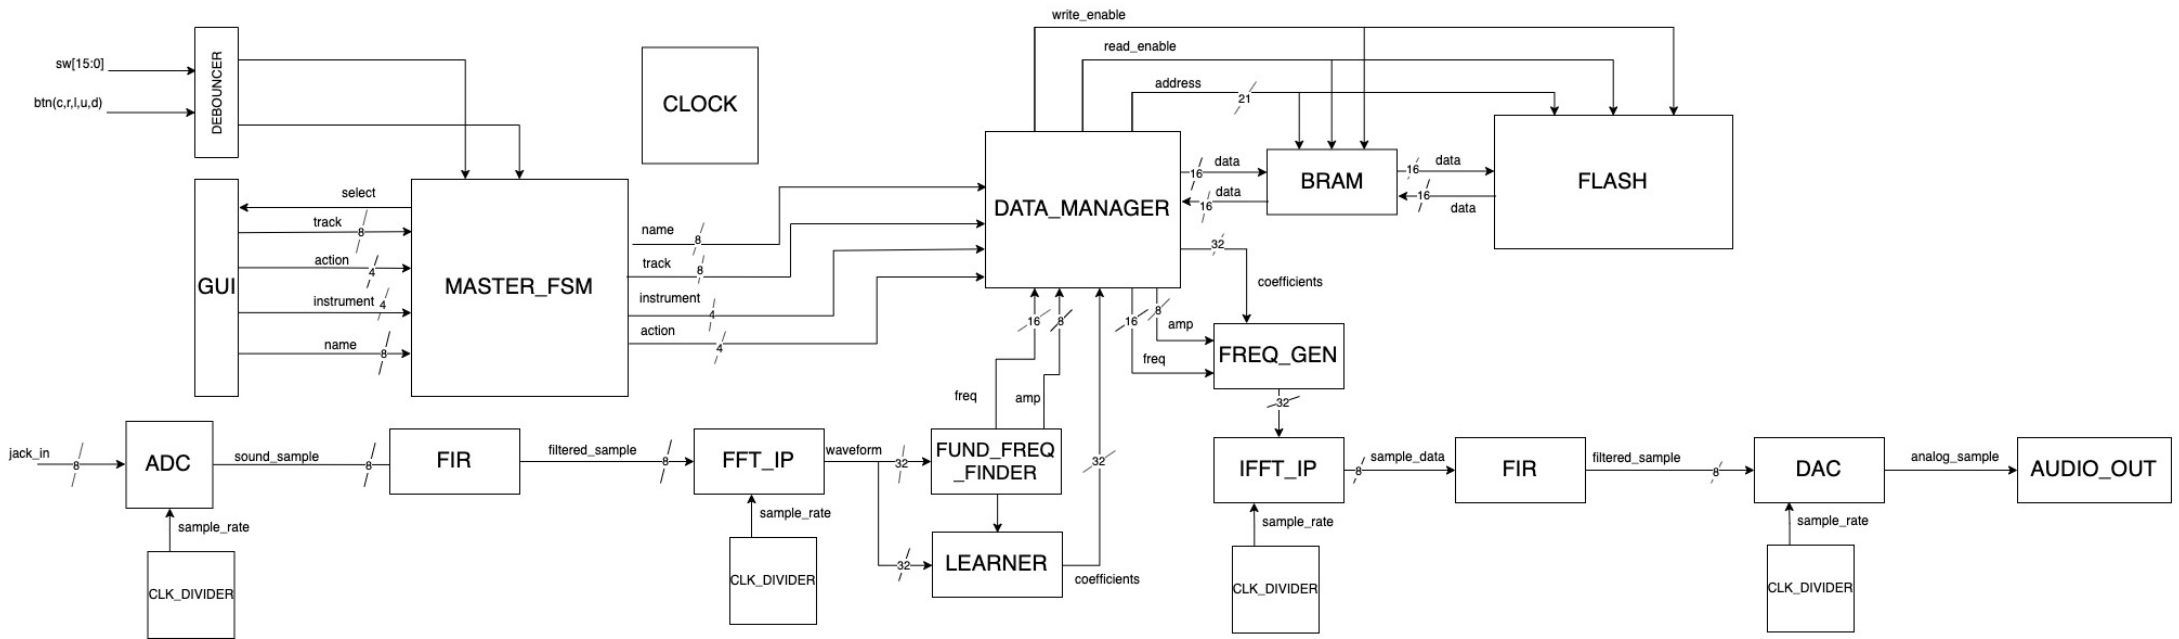 write_enable
read_enable
address
21
sw[15:0]
btn(c,r,l,u,d)
DEBOUNCER
CLOCK
select
track
8
action
4
instrument
4
name
8
GUI
MASTER_FSM
name
8
track
8
instrument
4
action
4
DATA_MANAGER
data
16
data
16
BRAM
data
16
data
16
FLASH
32
coefficients
16
8
amp
freq
FREQ_GEN
32
16
8
32
freq
amp
coefficients
jack_in
8
ADC
sound_sample
8
FIR
filtered_sample
8
FFT_IP
waveform
32
FUND_FREQ
_FINDER
32
LEARNER
IFFT_IP
8
sample_data
FIR
filtered_sample
8
DAC
analog_sample
AUDIO_OUT
sample_rate
CLK_DIVIDER
sample_rate
CLK_DIVIDER
sample_rate
CLK_DIVIDER
sample_rate
CLK_DIVIDER